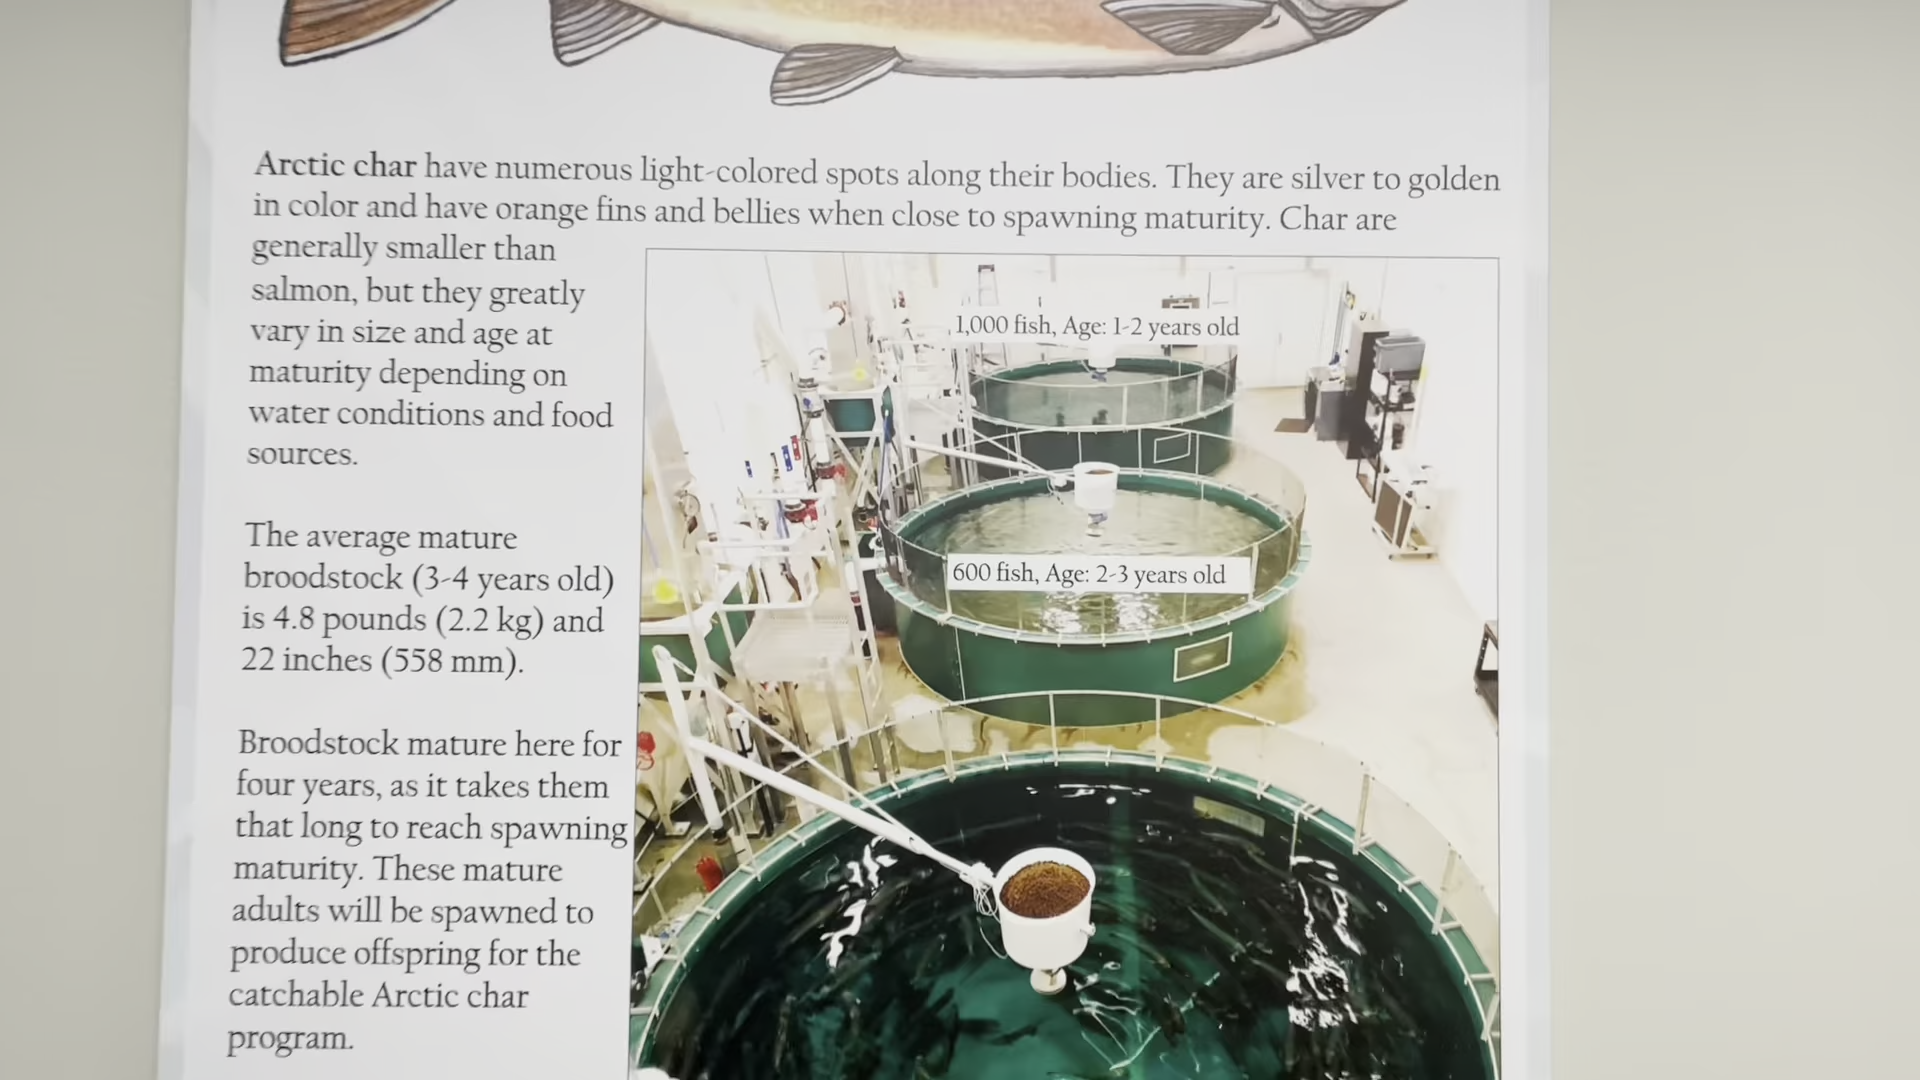 Arctic char have numerous light-colored spots along their bodies. They are silver to golden
in color and have orange fins and bellies when close to spawning maturity. Char are
generally smaller than
salmon, but they greatly
vary in size and age at
maturity depending on
water conditions and food
sources.
The average mature
broodstock (3-4 years old)
is 4.8 pounds (2.2 kg) and
22 inches (558 mm).
Broodstock mature here for
four years, as it takes them
that long to reach spawning
maturity. These mature
adults will be spawned to
produce offspring for the
catchable Arctic char
program.
1,000 fish, Age: 1-2 years old
600 fish, Age: 2-3 years old